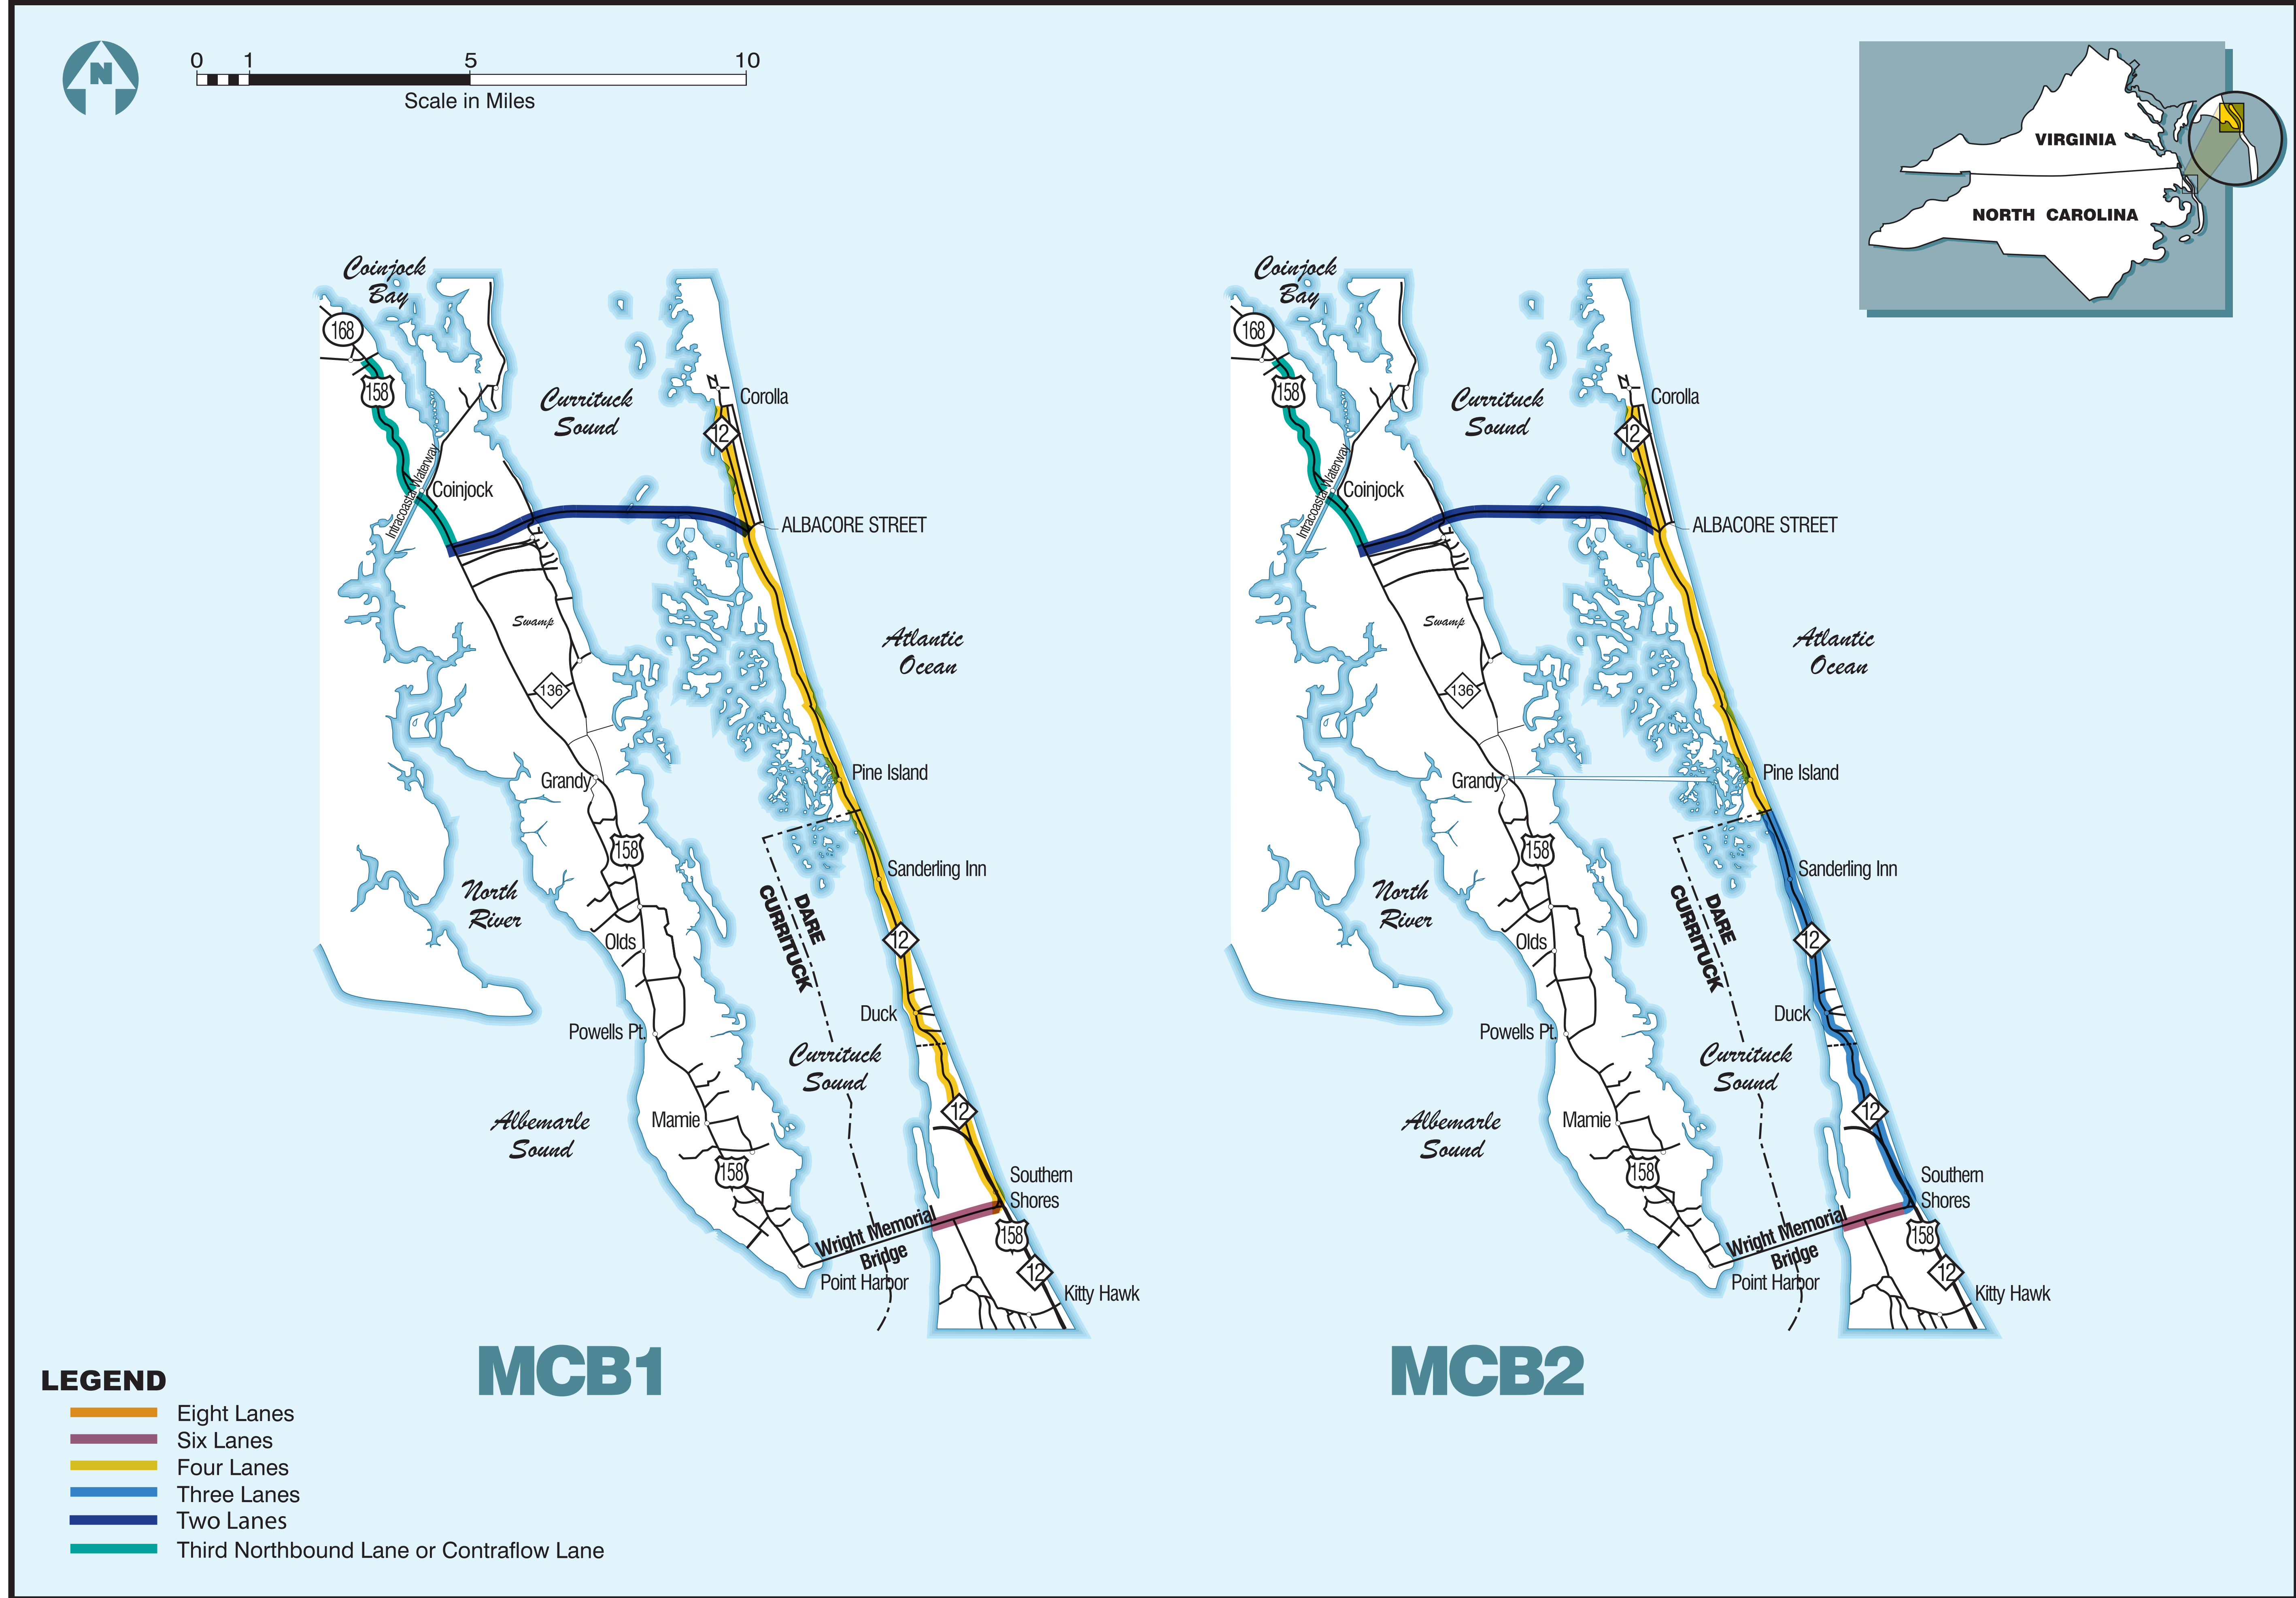 N
0 1 5 10
Scale in Miles
VIRGINIA
NORTH CAROLINA
Coinjock
Bay
168
158
Currituck
Sound
Corolla
12
Intracoastal Waterway
Coinjock
ALBACORE STREET
Swamp
Atlantic
Ocean
136
Grandy
Pine Island
158
Sanderling Inn
North
River
DARE
CURRITUCK
Olds
12
Duck
Powells Pt.
Currituck
Sound
Albemarle
Sound
Mamie
12
158
Southern
Shores
Wright Memorial
Bridge
158
Point Harbor
12
Kitty Hawk
MCB1
Coinjock
Bay
168
158
Currituck
Sound
Corolla
12
Intracoastal Waterway
Coinjock
ALBACORE STREET
Swamp
Atlantic
Ocean
136
Grandy
Pine Island
158
Sanderling Inn
North
River
DARE
CURRITUCK
Olds
12
Duck
Powells Pt.
Currituck
Sound
Albemarle
Sound
Mamie
12
158
Southern
Shores
Wright Memorial
Bridge
158
Point Harbor
12
Kitty Hawk
MCB2
LEGEND
Eight Lanes
Six Lanes
Four Lanes
Three Lanes
Two Lanes
Third Northbound Lane or Contraflow Lane